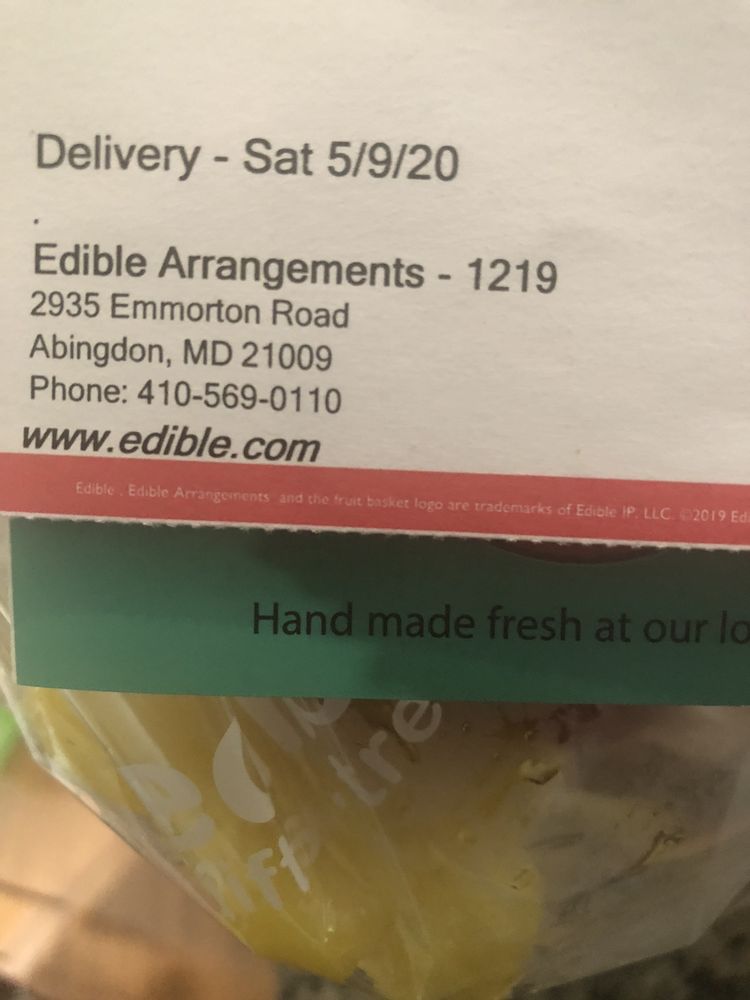 Delivery - Sat 5/9/20
.
Edible Arrangements - 1219
2935 Emmorton Road
Abingdon, MD 21009
Phone: 410-569-0110
www.edible.com
Edible . Edible Arrangements and the fruit basket logo are trademarks of Edible IP, LLC. ©2019 Ed
Hand made fresh at our lo